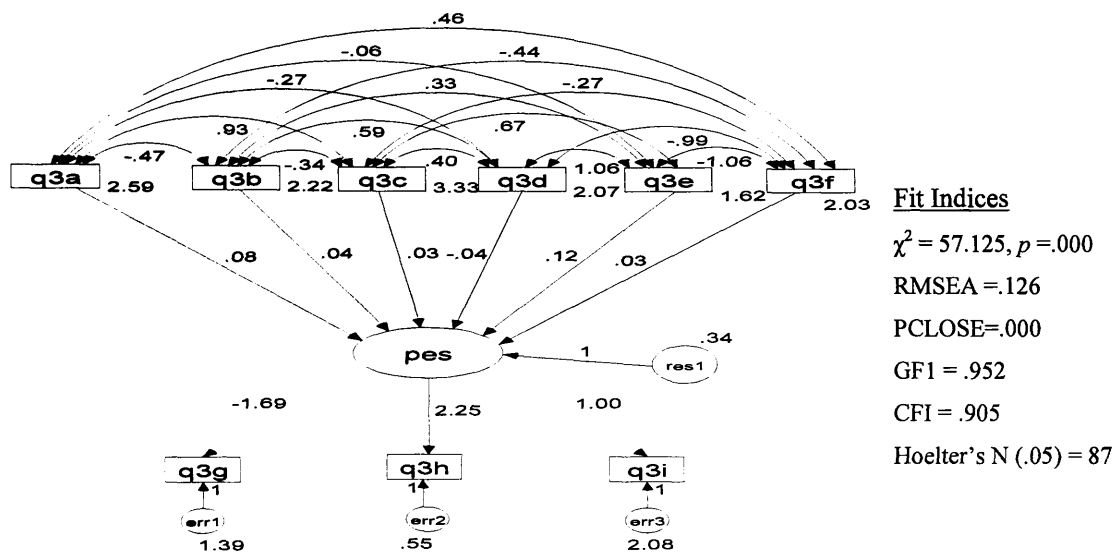 .46
-.06
-.44
-.27
.33
-.27
.93
.59
.67
-.99
-.47
-.34
.40
1.06
-1.06
q3a
2.59
q3b
2.22
q3c
3.33
q3d
2.07
q3e
1.62
q3f
2.03
.08
.04
.03
-.04
.12
.03
pes
1
.34
res1
-1.69
2.25
1.00
q3g
q3h
q3i
1
1
1
err1
err2
err3
1.39
.55
2.08
Fit Indices
χ² = 57.125, p =.000
RMSEA =.126
PCLOSE=.000
GF1 = .952
CFI = .905
Hoelter's N (.05) = 87